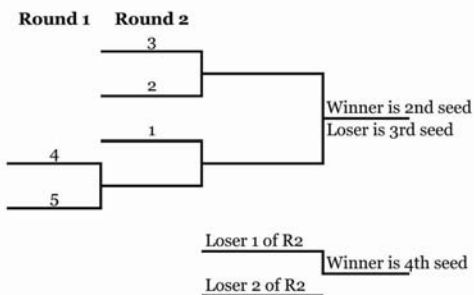 Round 1 Round 2
3
2
1
4
5
Winner is 2nd seed
Loser is 3rd seed
Loser 1 of R2
Winner is 4th seed
Loser 2 of R2